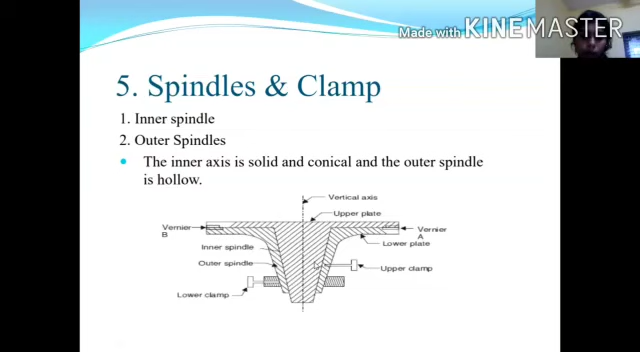 Made with KINEMASTER
5. Spindles & Clamp
1. Inner spindle
2. Outer Spindles
The inner axis is solid and conical and the outer spindle
is hollow.
Vertical axis
Upper plate
Vernier
B
Vernier
A
Lower plate
Inner spindle
Outer spindle
Upper clamp
Lower clamp